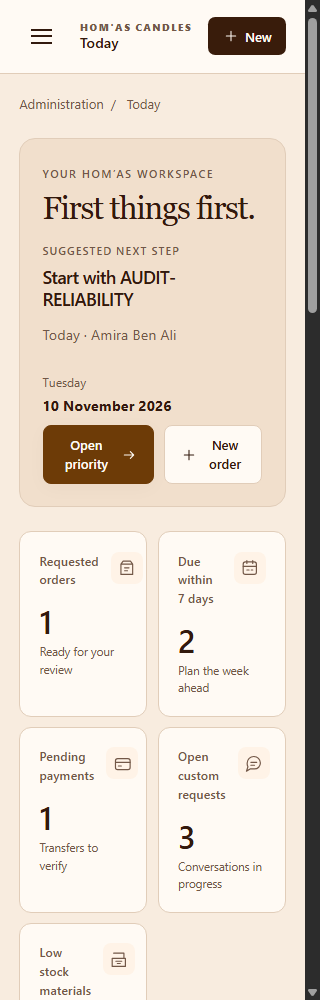 HOM'AS CANDLES
Today
New
Administration / Today
YOUR HOM'AS WORKSPACE
First things first.
SUGGESTED NEXT STEP
Start with AUDIT-
RELIABILITY
Today · Amira Ben Ali
Tuesday
10 November 2026
Open
priority
New
order
Requested
orders
1
Ready for your
review
Due
within
7 days
2
Plan the week
ahead
Pending
payments
1
Transfers to
verify
Open
custom
requests
3
Conversations in
progress
Low
stock
materials